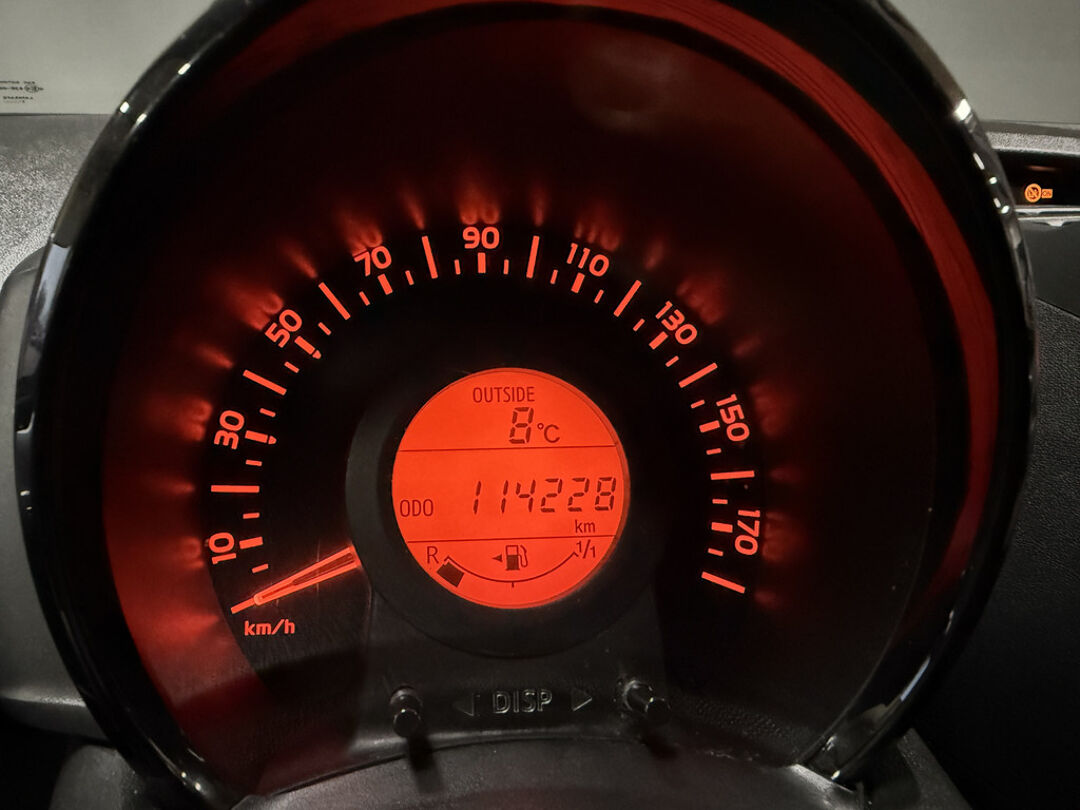 10
30
50
70
90
110
130
150
170
km/h
OUTSIDE
8°C
ODO 114228
km
R 1/1
DISP